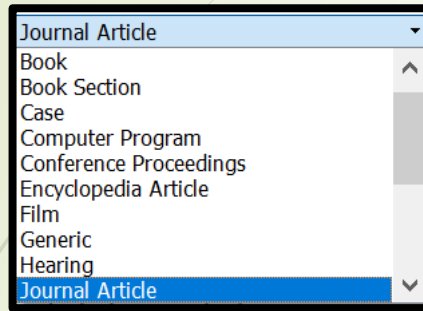 Journal Article
Book
Book Section
Case
Computer Program
Conference Proceedings
Encyclopedia Article
Film
Generic
Hearing
Journal Article